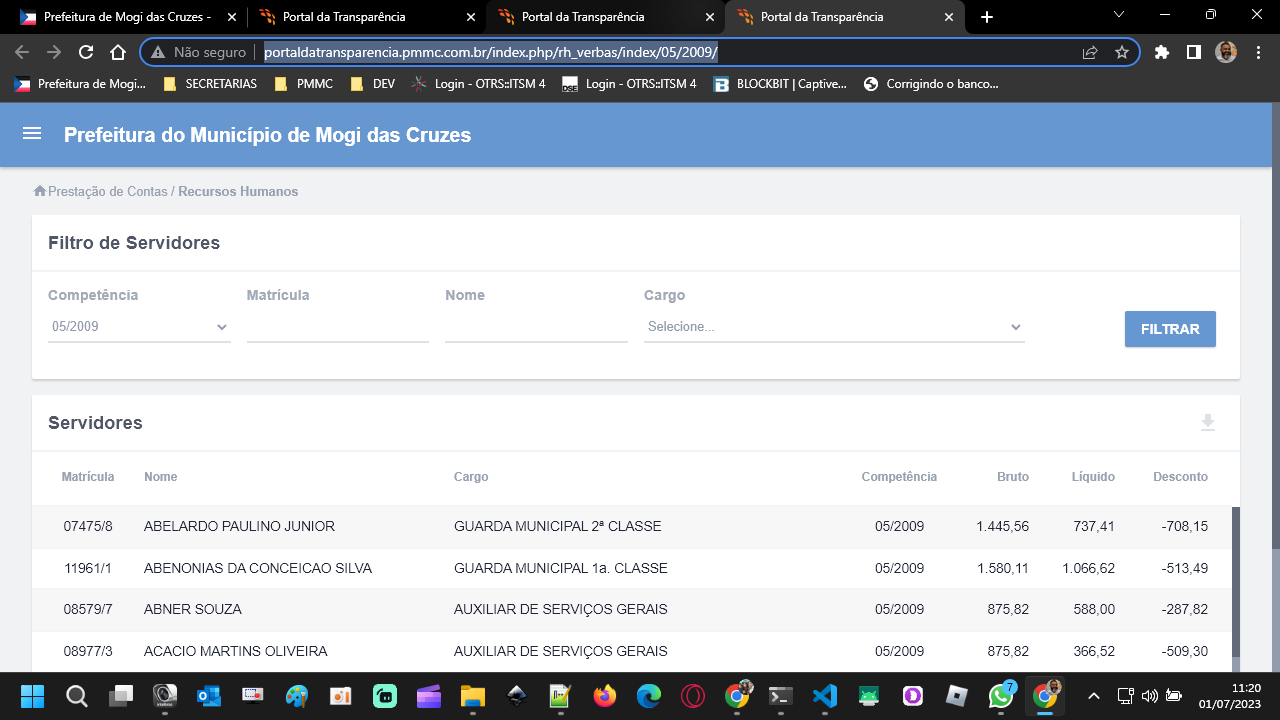 Prefeitura de Mogi das Cruzes -
Portal da Transparência
Portal da Transparência
Portal da Transparência
Não seguro
portaldatransparencia.pmmc.com.br/index.php/rh_verbas/index/05/2009/
Prefeitura de Mogi...
SECRETARIAS
PMMC
DEV
Login - OTRS::ITSM 4
Login - OTRS::ITSM 4
BLOCKBIT | Captive...
Corrigindo o banco...
Prefeitura do Município de Mogi das Cruzes
Prestação de Contas / Recursos Humanos
Filtro de Servidores
Competência Matrícula Nome Cargo
05/2009 Selecione... FILTRAR
Servidores
Matrícula Nome Cargo Competência Bruto Líquido Desconto
07475/8 ABELARDO PAULINO JUNIOR GUARDA MUNICIPAL 2ª CLASSE 05/2009 1.445,56 737,41 -708,15
11961/1 ABENONIAS DA CONCEICAO SILVA GUARDA MUNICIPAL 1a. CLASSE 05/2009 1.580,11 1.066,62 -513,49
08579/7 ABNER SOUZA AUXILIAR DE SERVIÇOS GERAIS 05/2009 875,82 588,00 -287,82
08977/3 ACACIO MARTINS OLIVEIRA AUXILIAR DE SERVIÇOS GERAIS 05/2009 875,82 366,52 -509,30
7
11:20
01/07/2023